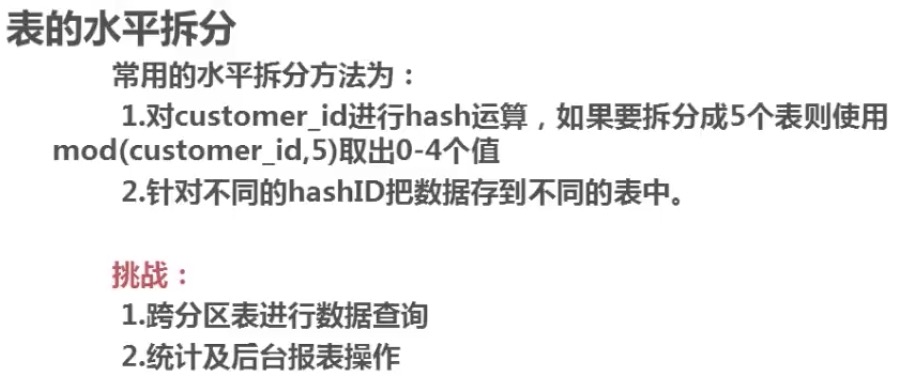 表的水平拆分
常用的水平拆分方法为：
1.对customer_id进行hash运算，如果要拆分成5个表则使用
mod(customer_id,5)取出0-4个值
2.针对不同的hashID把数据存到不同的表中。
挑战：
1.跨分区表进行数据查询
2.统计及后台报表操作